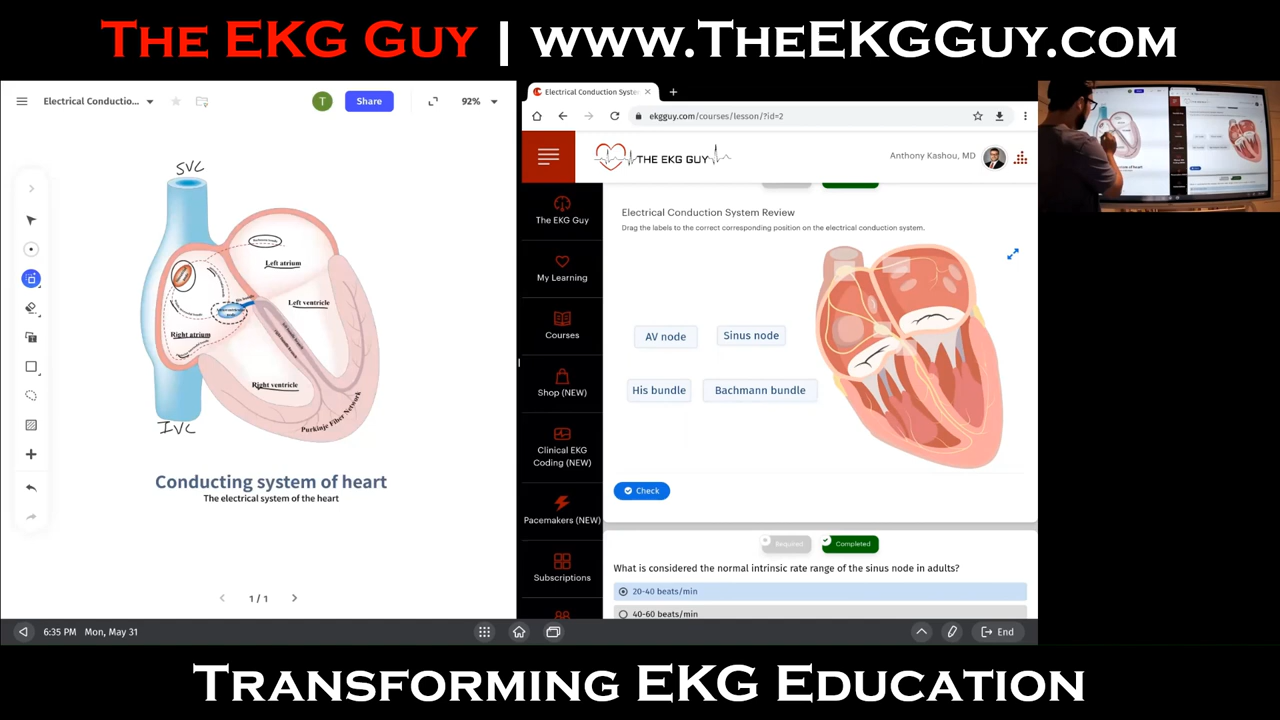 THE EKG GUY | WWW.THEEKGGUY.COM
Electrical Conductio...
T
Share
92%
SVC
Left atrium
Left ventricle
Right atrium
Right ventricle
Purkinje Fiber Network
IVC
Conducting system of heart
The electrical system of the heart
1 / 1
Electrical Conduction Syste
ekgguy.com/courses/lesson/?id=2
THE EKG GUY
Anthony Kashou, MD
The EKG Guy
My Learning
Courses
Shop (NEW)
Clinical EKG
Coding (NEW)
Pacemakers (NEW)
Subscriptions
Electrical Conduction System Review
Drag the labels to the correct corresponding position on the electrical conduction system.
AV node
Sinus node
His bundle
Bachmann bundle
Check
Required
Completed
What is considered the normal intrinsic rate range of the sinus node in adults?
20-40 beats/min
40-60 beats/min
6:35 PM Mon, May 31
End
TRANSFORMING EKG EDUCATION